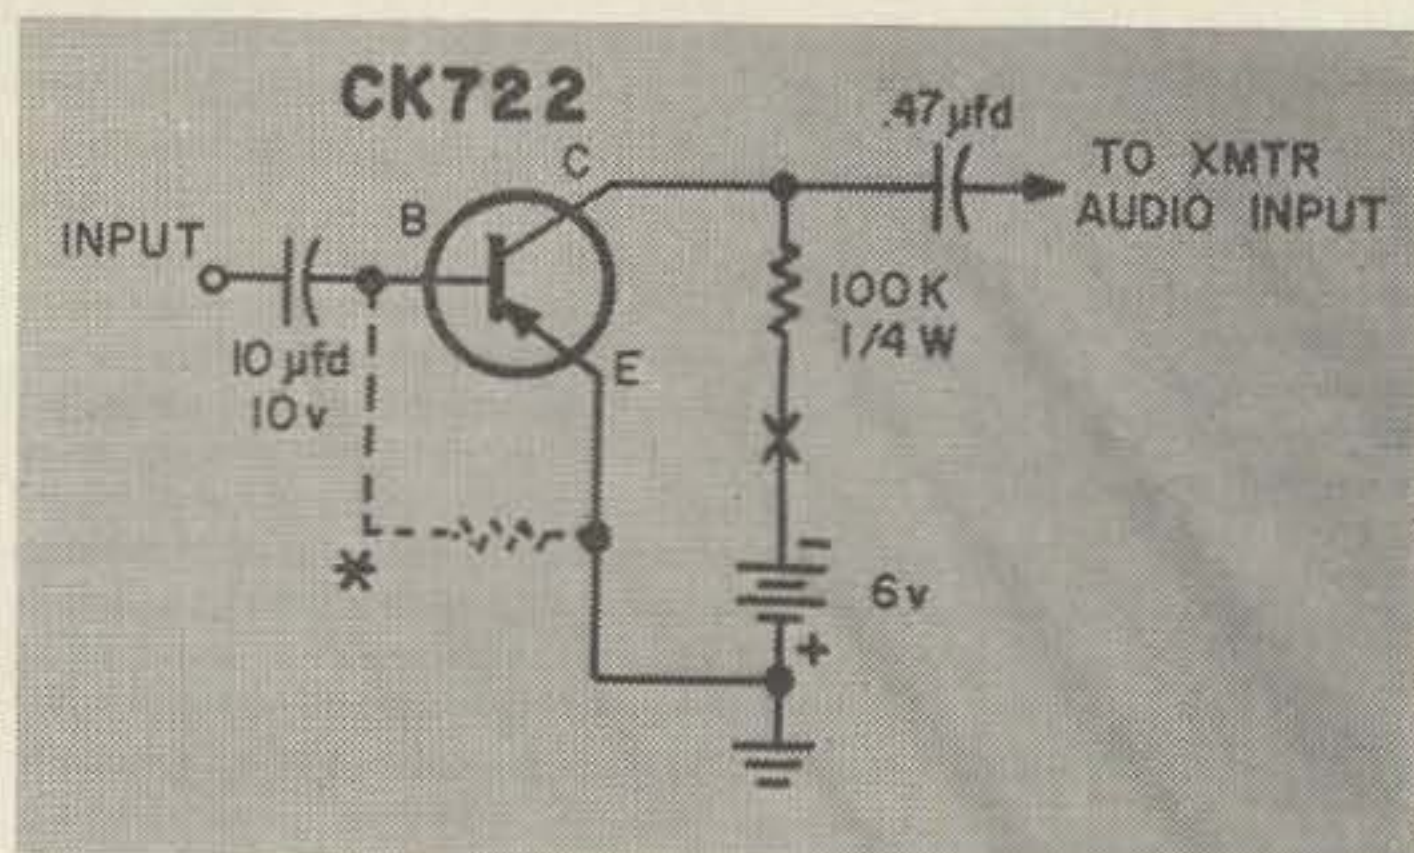 CK722
.47 µfd
C
TO XMTR
AUDIO INPUT
B
INPUT
100K
1/4 W
10 µfd
10v
E
*
-
6v
+